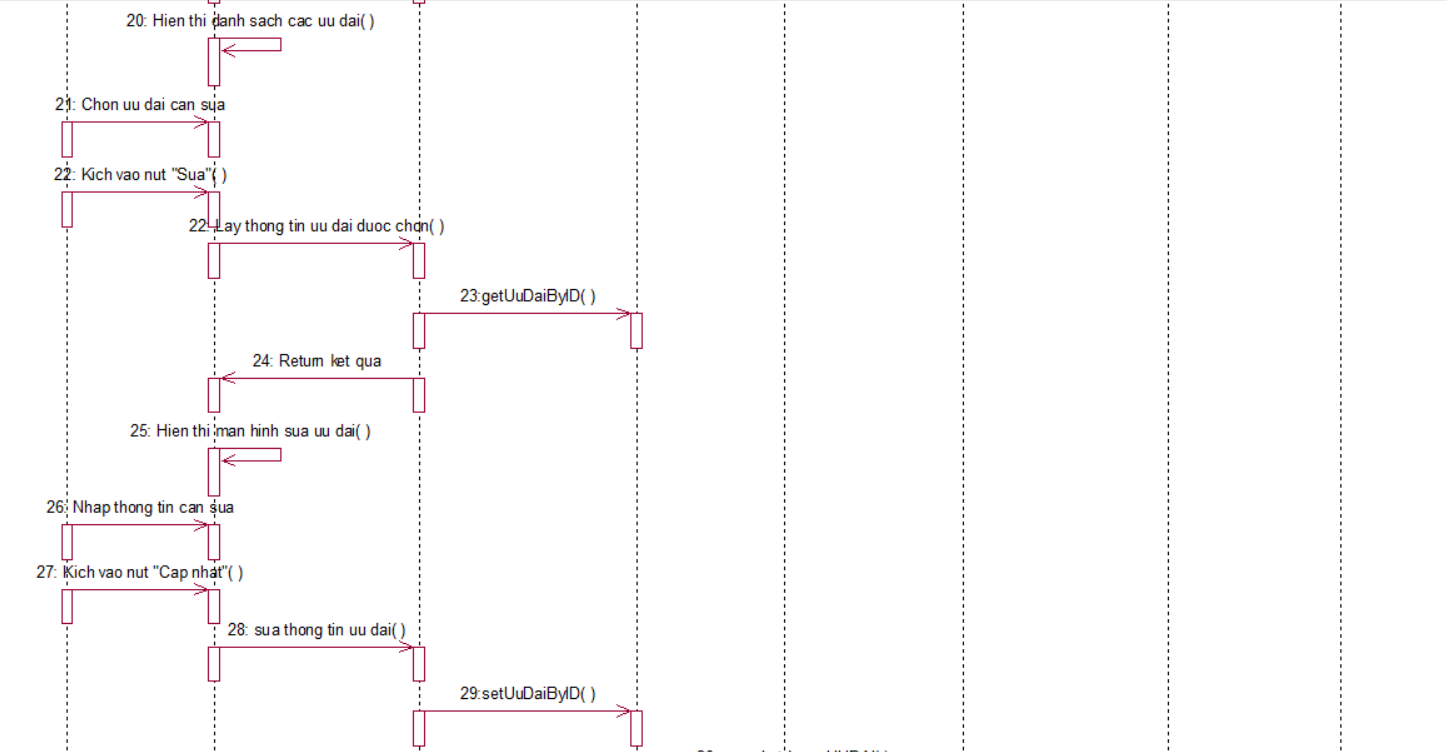 20: Hien thi danh sach cac uu dai( )
21: Chon uu dai can sua
22: Kich vao nut "Sua"( )
22: Lay thong tin uu dai duoc chon( )
23:getUuDaiByID( )
24: Return ket qua
25: Hien thi man hinh sua uu dai( )
26: Nhap thong tin can sua
27: Kich vao nut "Cap nhat"( )
28: sua thong tin uu dai( )
29:setUuDaiByID( )